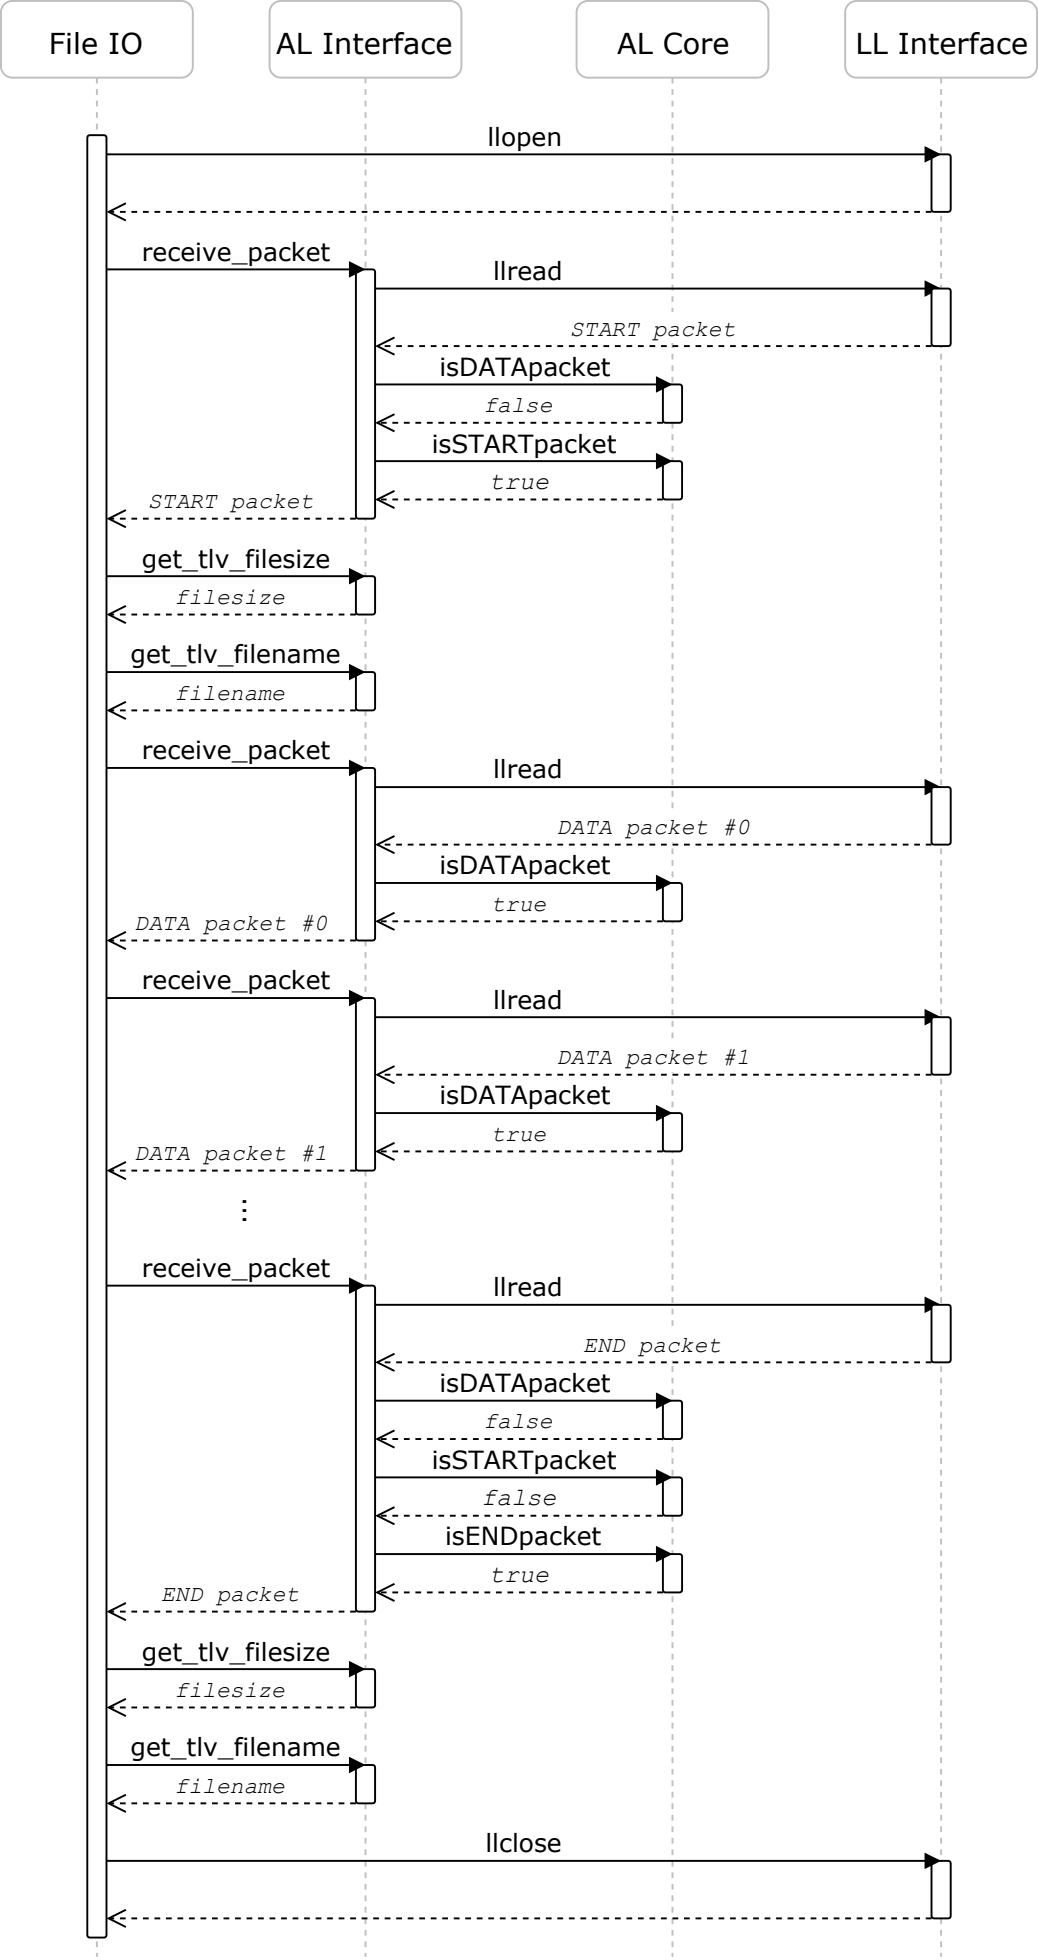 File IO
AL Interface
AL Core
LL Interface
llopen
receive_packet
llread
START packet
isDATApacket
false
isSTARTpacket
true
START packet
get_tlv_filesize
filesize
get_tlv_filename
filename
receive_packet
llread
DATA packet #0
isDATApacket
true
DATA packet #0
receive_packet
llread
DATA packet #1
isDATApacket
true
DATA packet #1
...
receive_packet
llread
END packet
isDATApacket
false
isSTARTpacket
false
isENDpacket
true
END packet
get_tlv_filesize
filesize
get_tlv_filename
filename
llclose